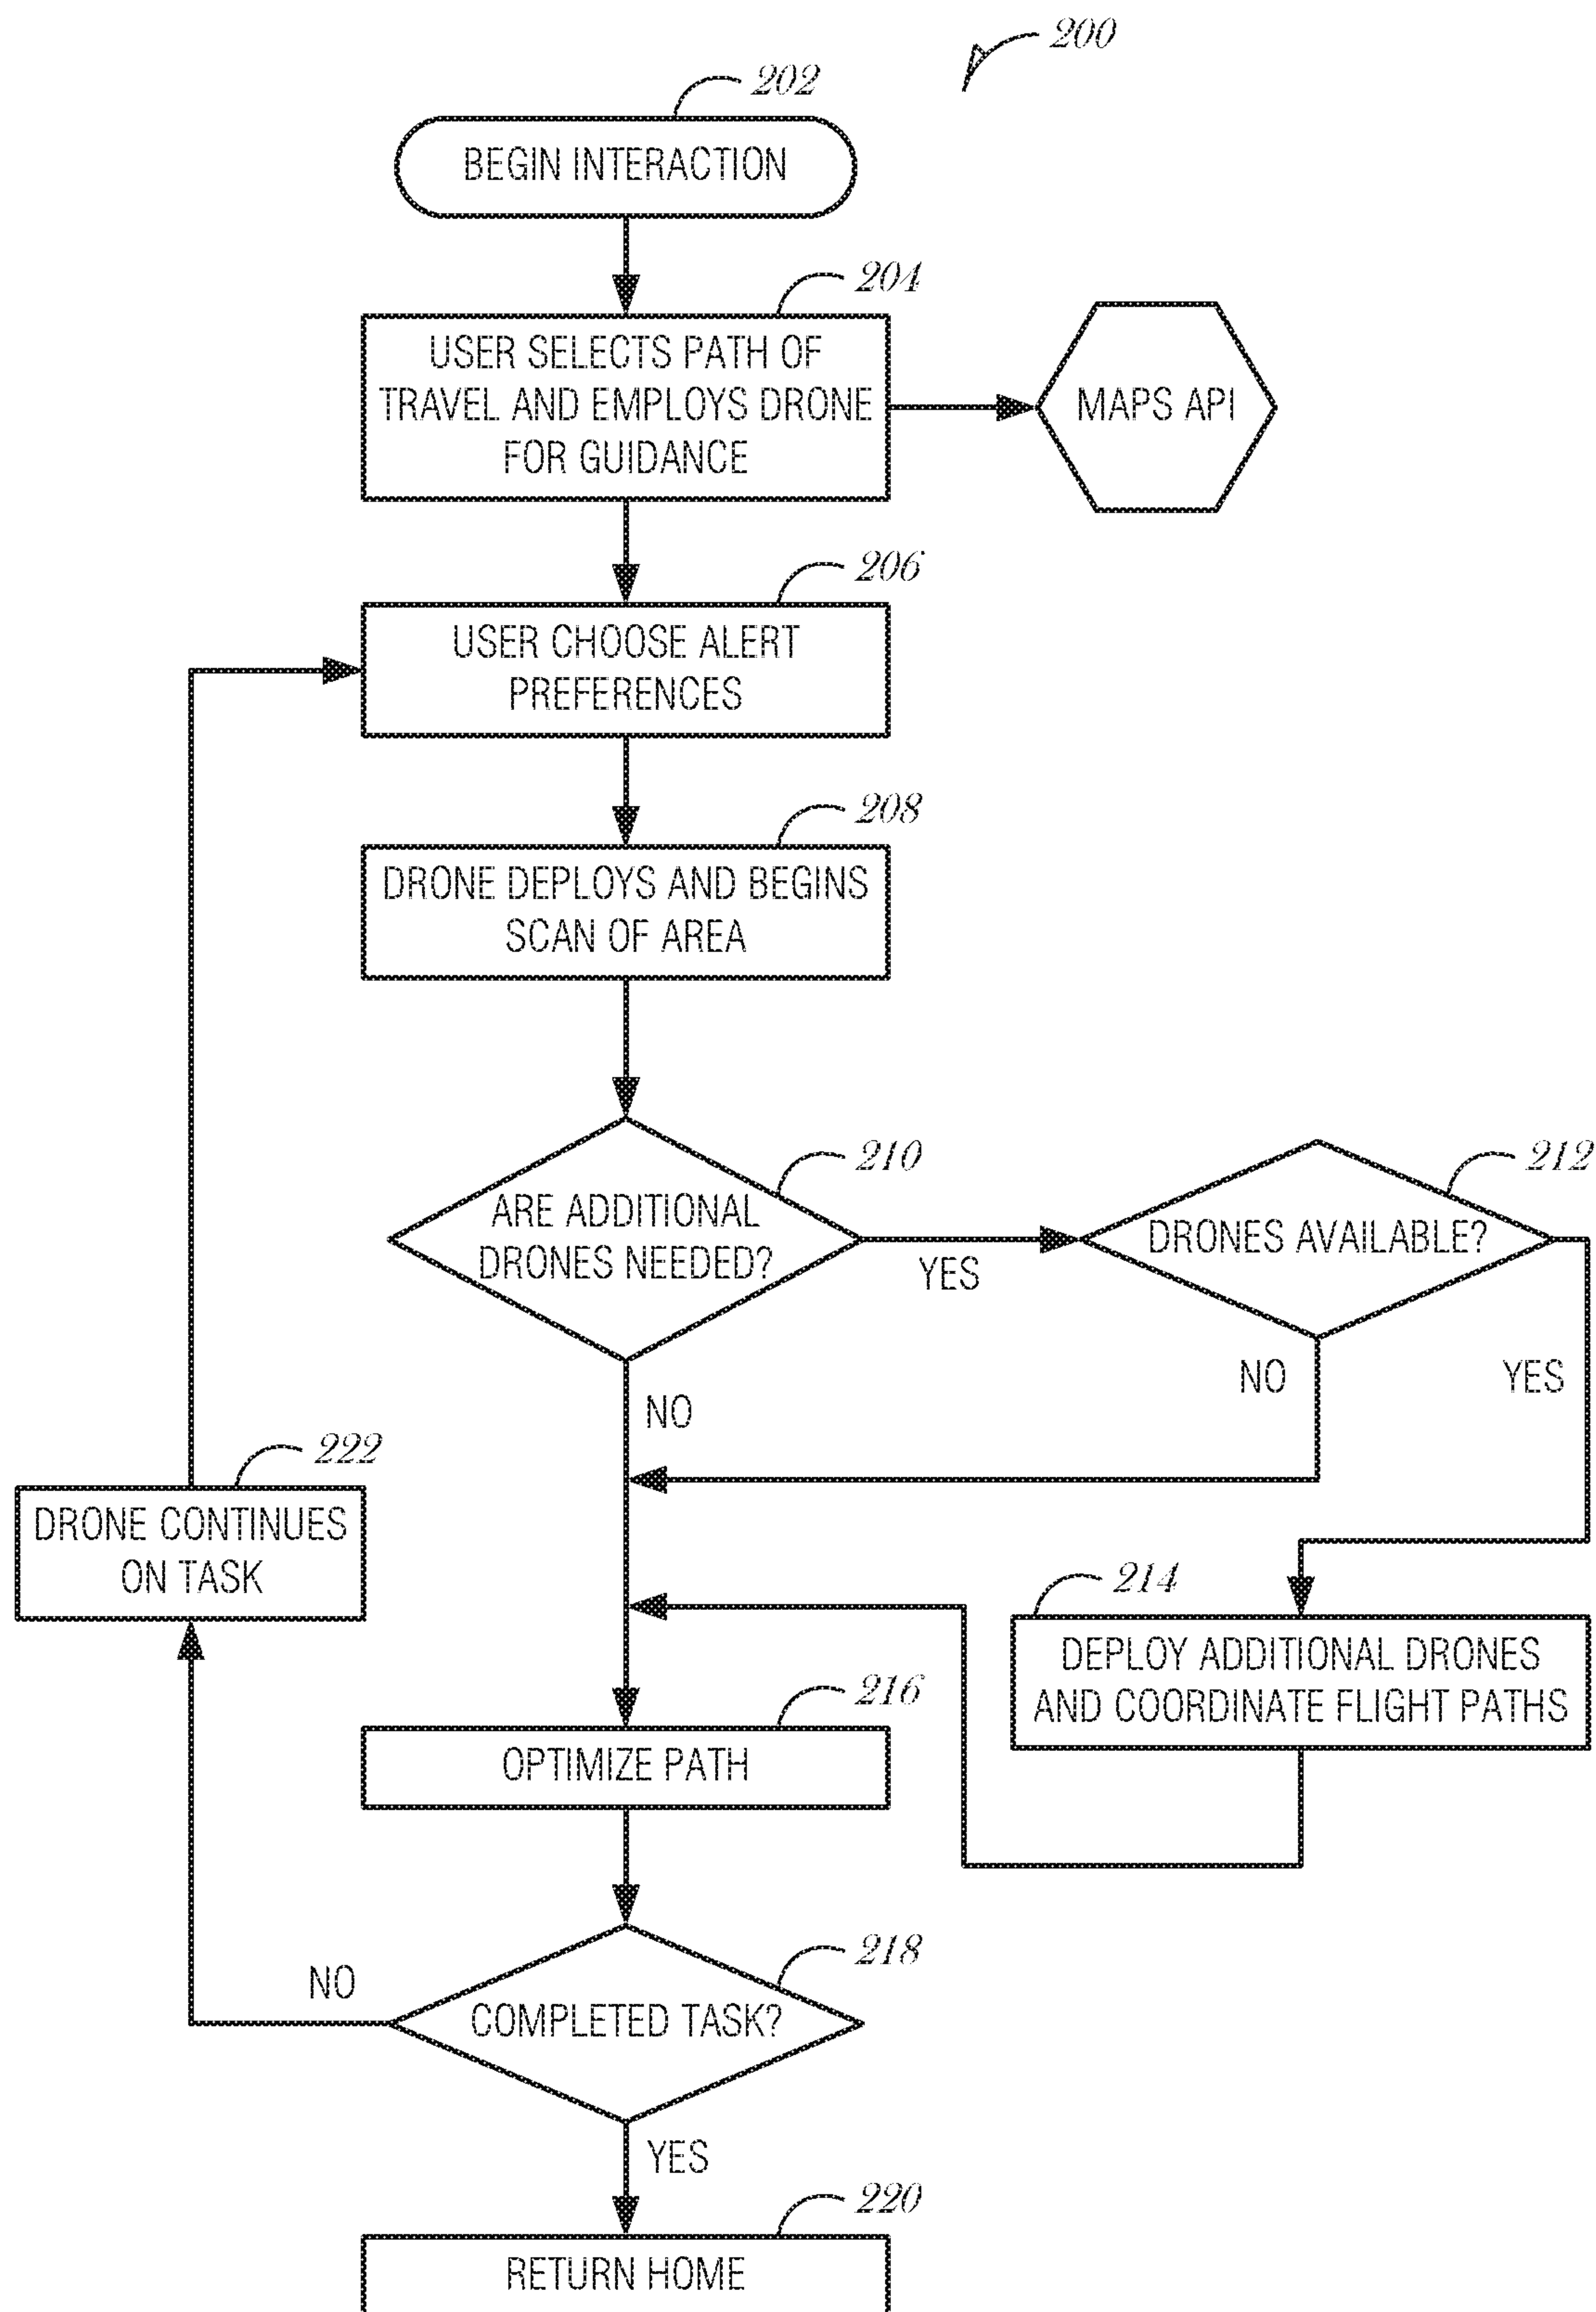 200
202
BEGIN INTERACTION
204
USER SELECTS PATH OF
TRAVEL AND EMPLOYS DRONE
FOR GUIDANCE
MAPS API
206
USER CHOOSE ALERT
PREFERENCES
208
DRONE DEPLOYS AND BEGINS
SCAN OF AREA
210
ARE ADDITIONAL
DRONES NEEDED?
YES
212
DRONES AVAILABLE?
NO
YES
NO
222
DRONE CONTINUES
ON TASK
214
DEPLOY ADDITIONAL DRONES
AND COORDINATE FLIGHT PATHS
216
OPTIMIZE PATH
218
COMPLETED TASK?
NO
YES
220
RETURN HOME